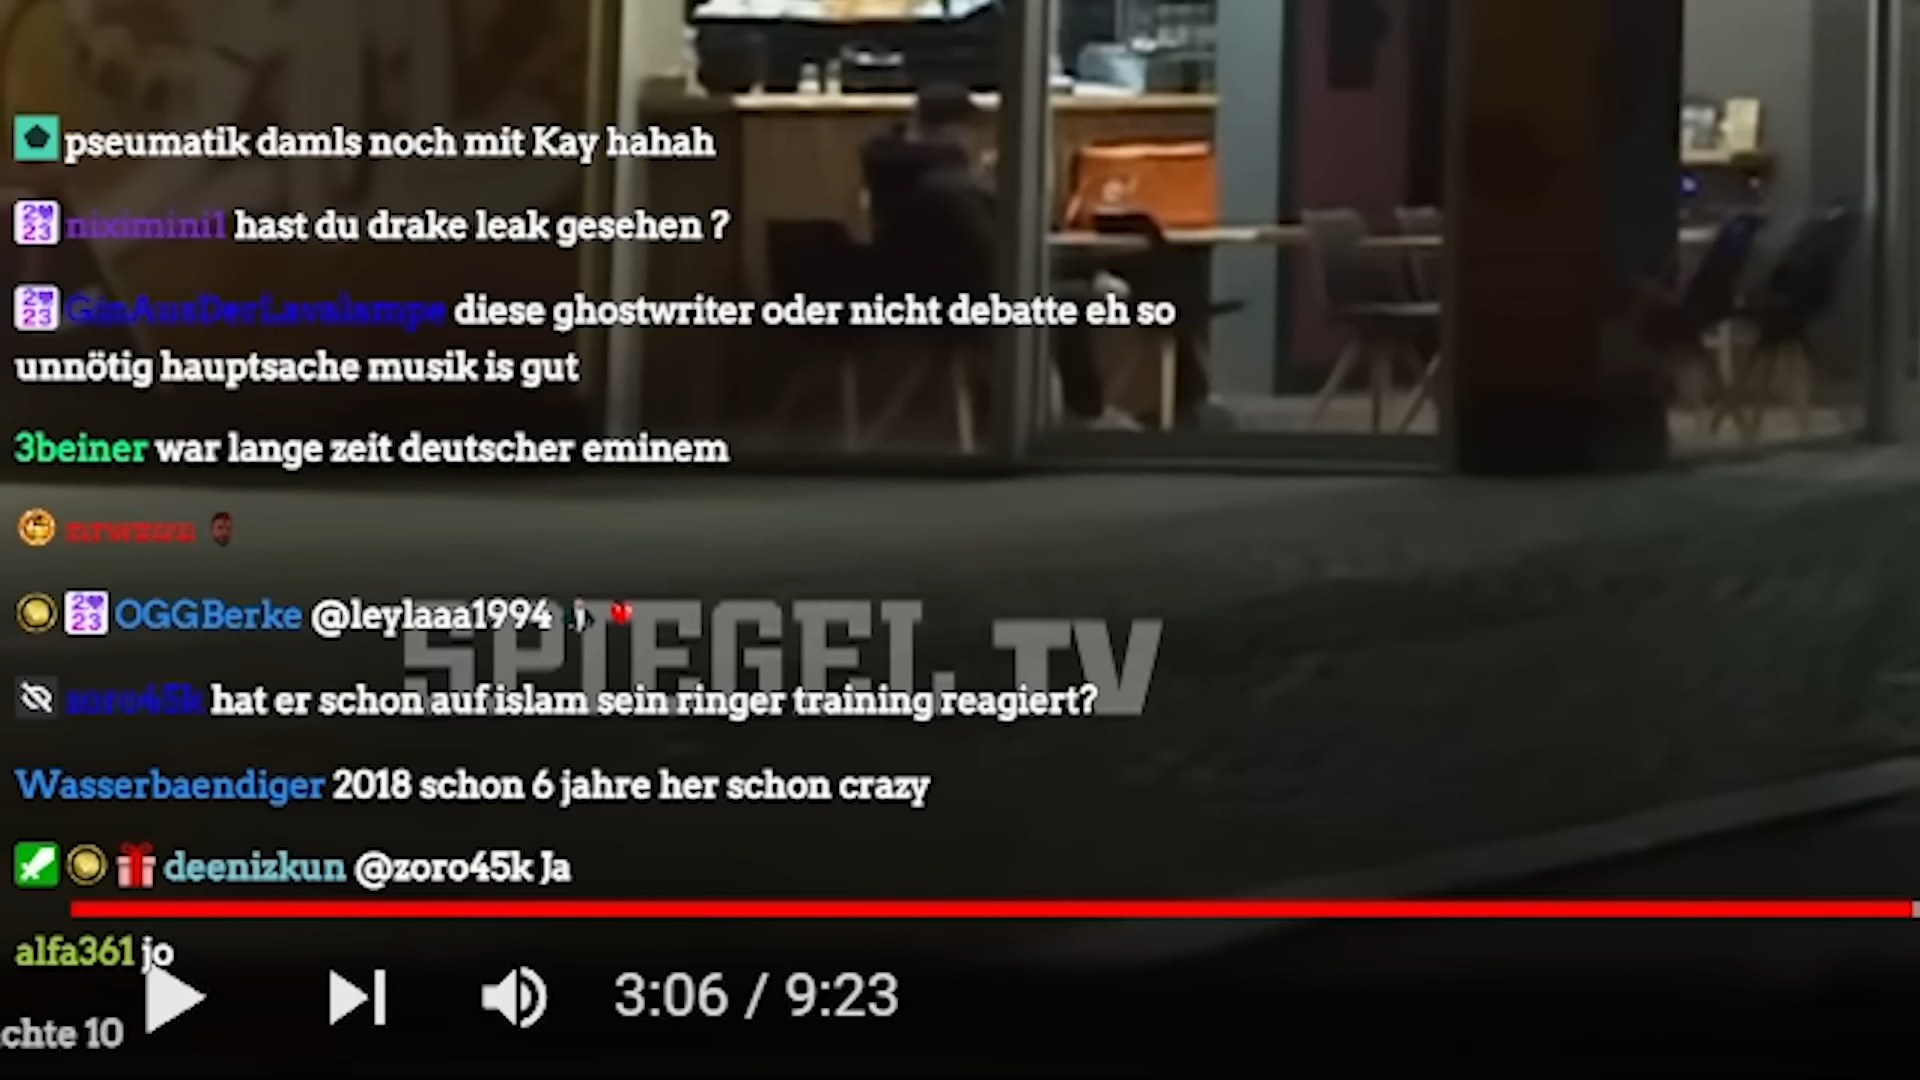 pseumatik damls noch mit Kay hahah
niximini1 hast du drake leak gesehen ?
GinAusDerLavalampe diese ghostwriter oder nicht debatte eh so
unnötig hauptsache musik is gut
3beiner war lange zeit deutscher eminem
OGGBerke @leylaaa1994
SPIEGEL TV
zoro45k hat er schon auf islam sein ringer training reagiert?
Wasserbaendiger 2018 schon 6 jahre her schon crazy
deenizkun @zoro45k Ja
alfa361 jo
3:06 / 9:23
chte 10